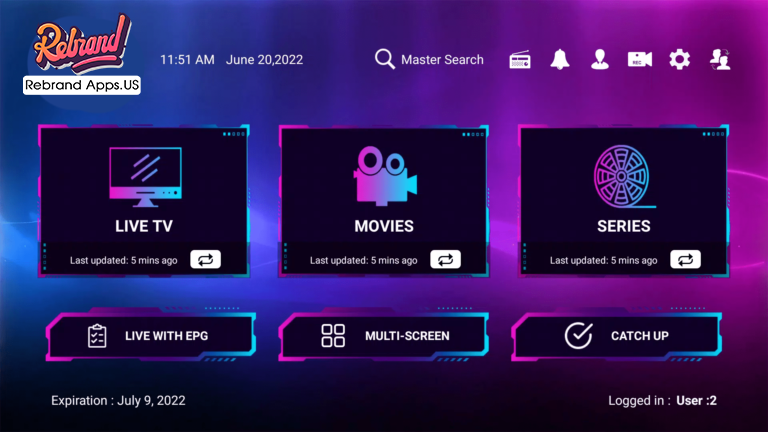 Rebrand!
Rebrand Apps.US
11:51 AM June 20,2022
Master Search
REC
LIVE TV
Last updated: 5 mins ago
MOVIES
Last updated: 5 mins ago
SERIES
Last updated: 5 mins ago
LIVE WITH EPG
MULTI-SCREEN
CATCH UP
Expiration : July 9, 2022
Logged in : User :2